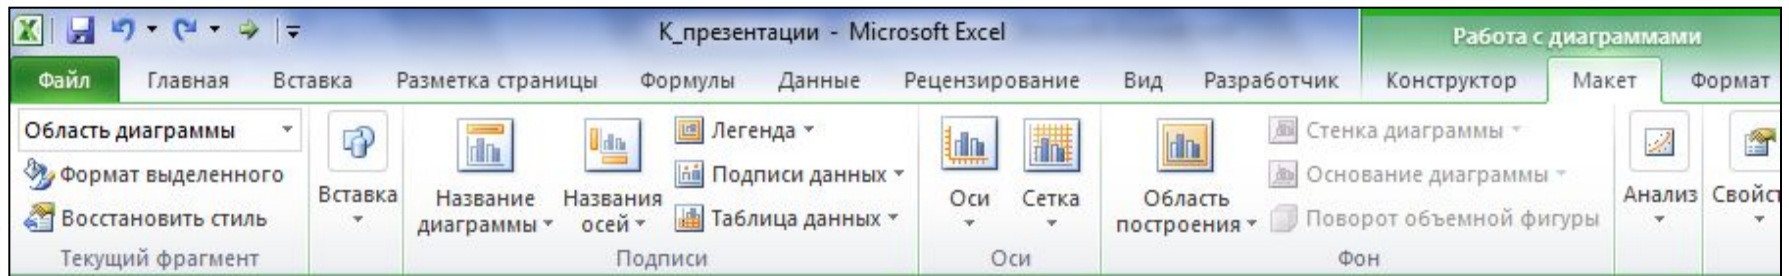 К_презентации - Microsoft Excel
Работа с диаграммами
Файл Главная Вставка Разметка страницы Формулы Данные Рецензирование Вид Разработчик Конструктор Макет Формат
Область диаграммы
Формат выделенного
Восстановить стиль
Текущий фрагмент
Вставка
Название
диаграммы
Названия
осей
Легенда
Подписи данных
Таблица данных
Подписи
Оси
Сетка
Оси
Область
построения
Стенка диаграммы
Основание диаграммы
Поворот объемной фигуры
Фон
Анализ
Свойст